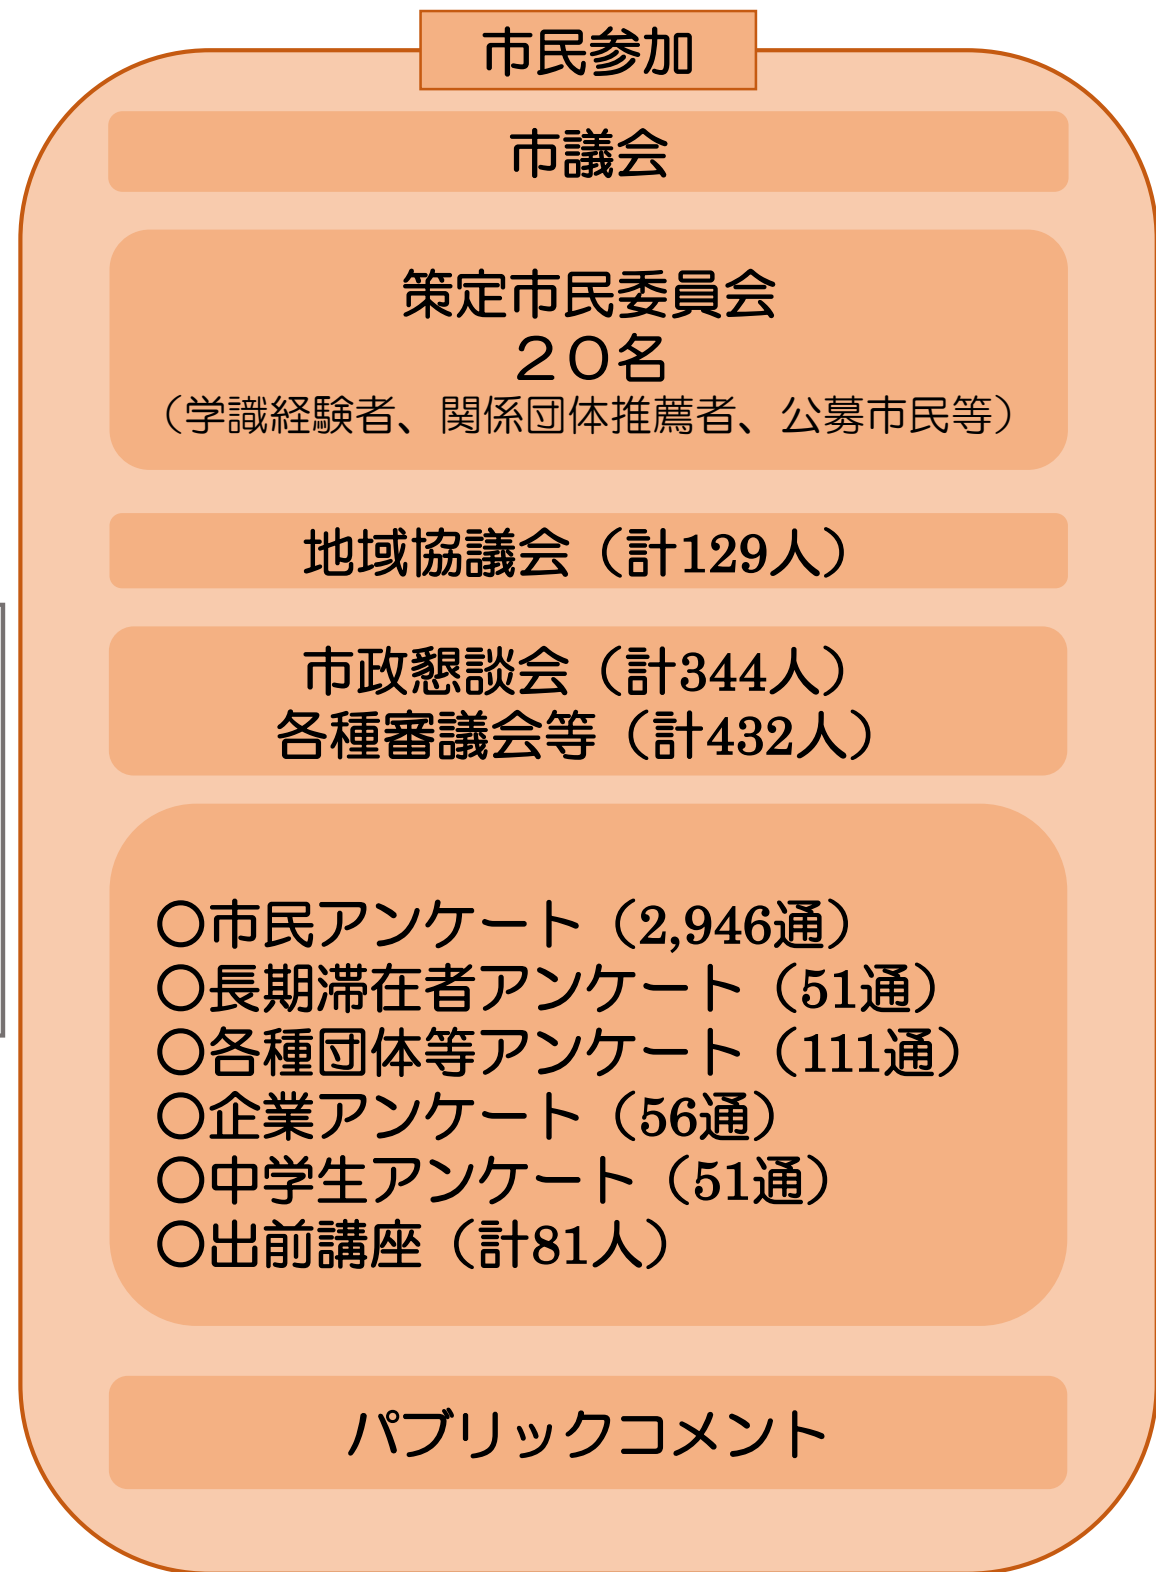 市民参加
市議会
策定市民委員会
２０名
（学識経験者、関係団体推薦者、公募市民等）
地域協議会（計129人）
市政懇談会（計344人）
各種審議会等（計432人）
〇市民アンケート（2,946通）
〇長期滞在者アンケート（51通）
〇各種団体等アンケート（111通）
〇企業アンケート（56通）
〇中学生アンケート（51通）
〇出前講座（計81人）
パブリックコメント